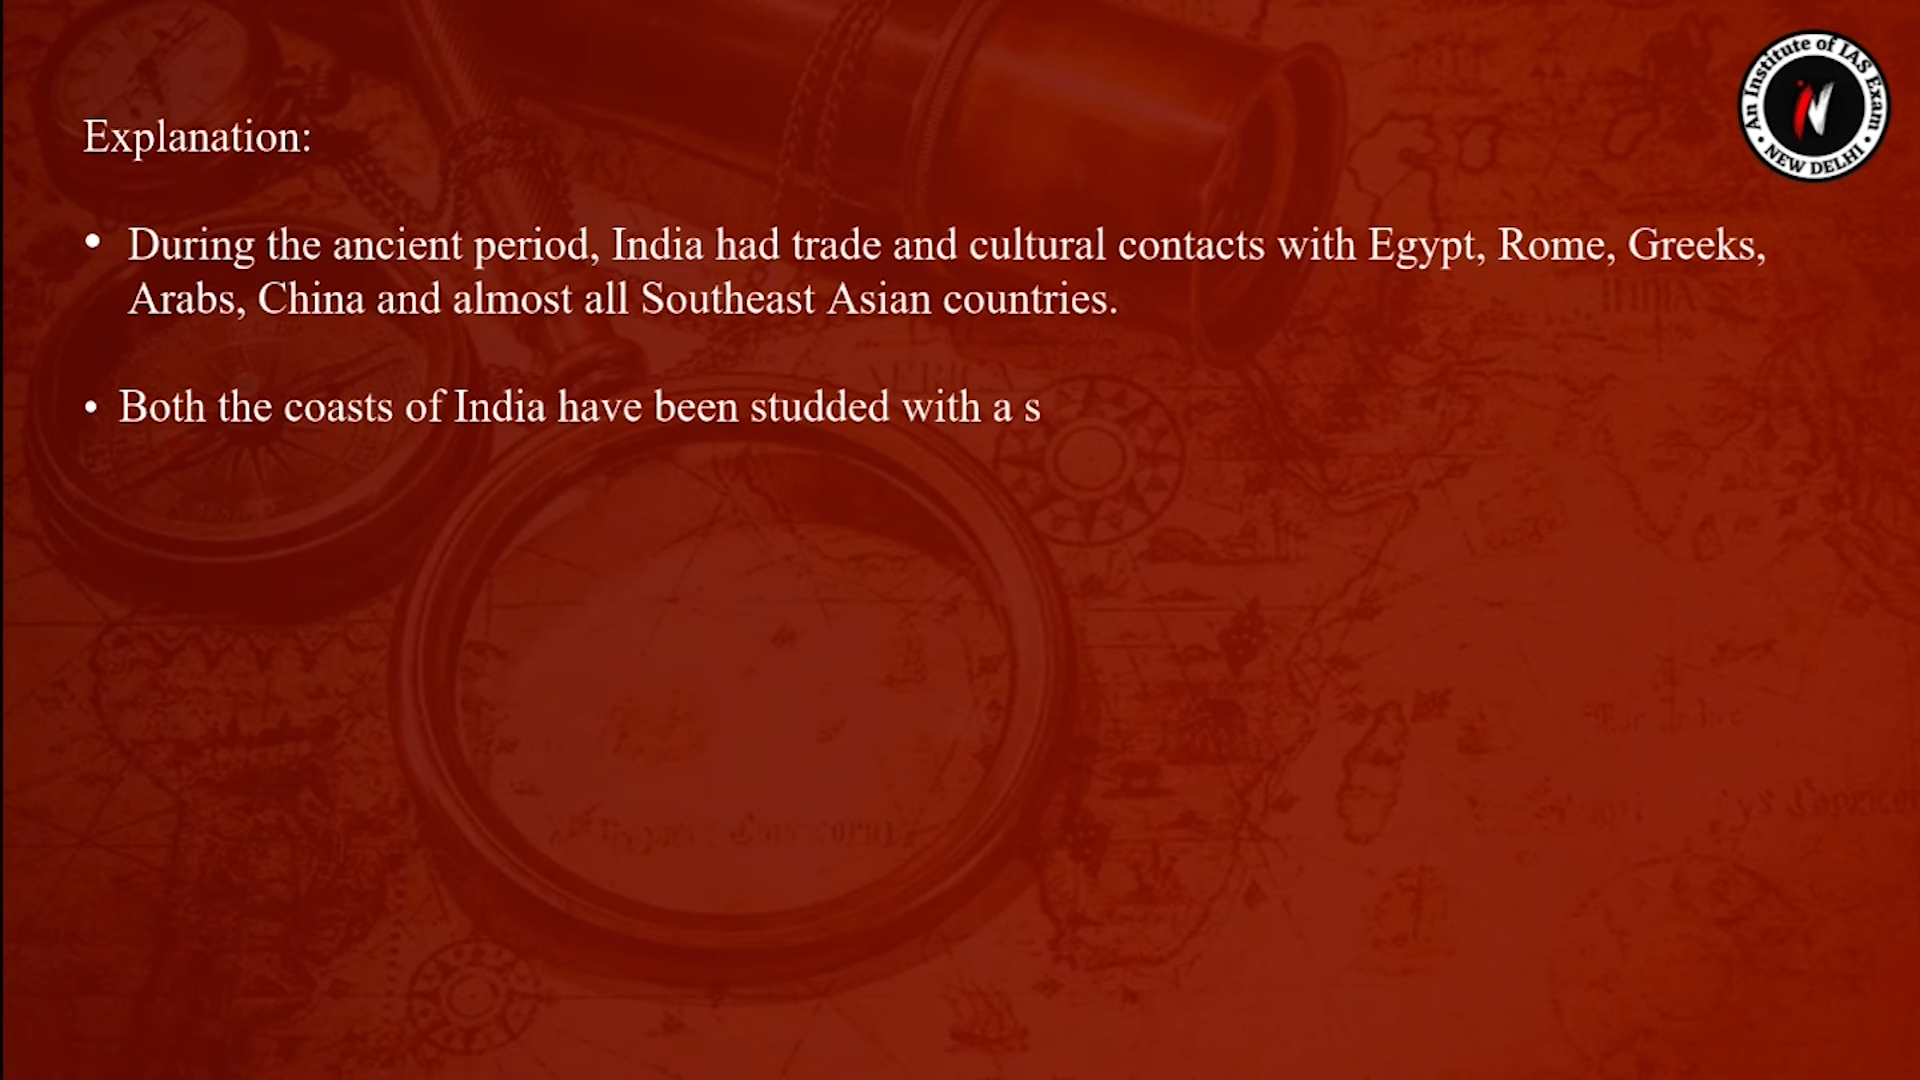 An Institute of IAS Exam
• NEW DELHI •
Explanation:
• During the ancient period, India had trade and cultural contacts with Egypt, Rome, Greeks,
Arabs, China and almost all Southeast Asian countries.
• Both the coasts of India have been studded with a s